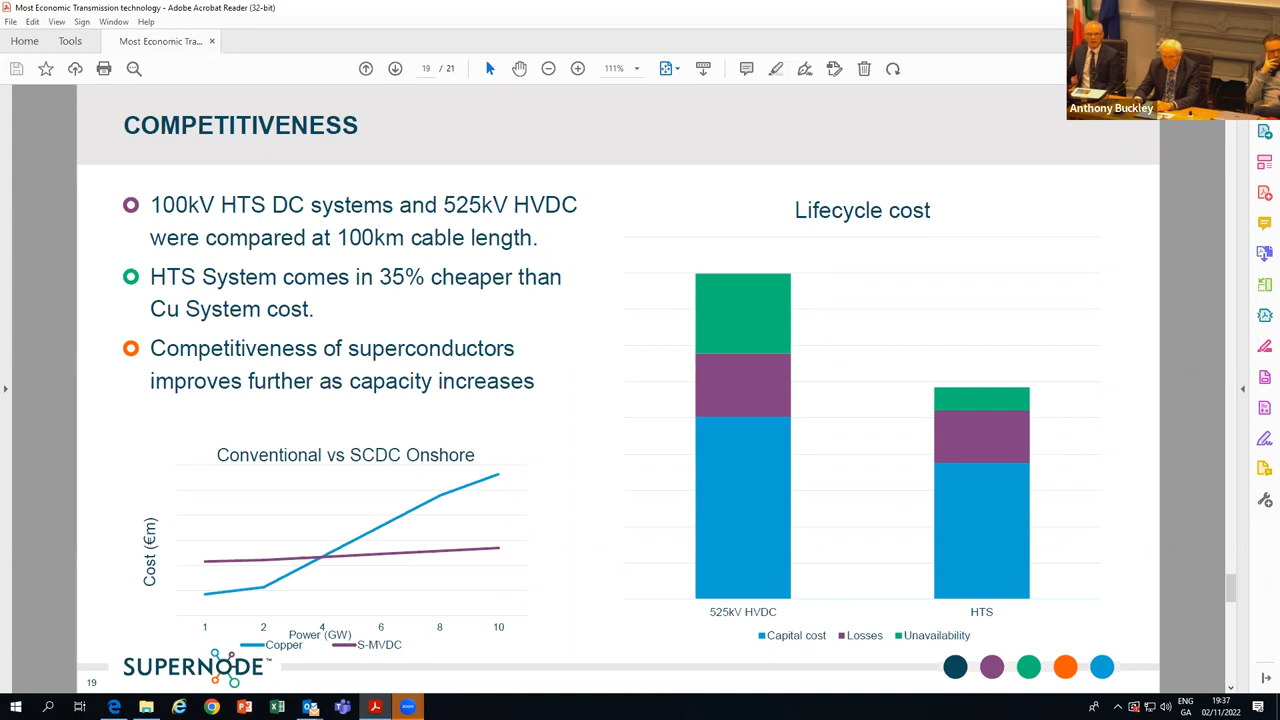 Most Economic Transmission technology - Adobe Acrobat Reader (32-bit)
File Edit View Sign Window Help
Home Tools Most Economic Tra... ×
19 / 21 111%
Anthony Buckley
COMPETITIVENESS
100kV HTS DC systems and 525kV HVDC
were compared at 100km cable length.
HTS System comes in 35% cheaper than
Cu System cost.
Competitiveness of superconductors
improves further as capacity increases
Conventional vs SCDC Onshore
Cost (€m)
1 2 4 6 8 10
Power (GW)
Copper S-MVDC
Lifecycle cost
525kV HVDC HTS
Capital cost Losses Unavailability
SUPERNODE™
19
ENG
GA
19:37
02/11/2022